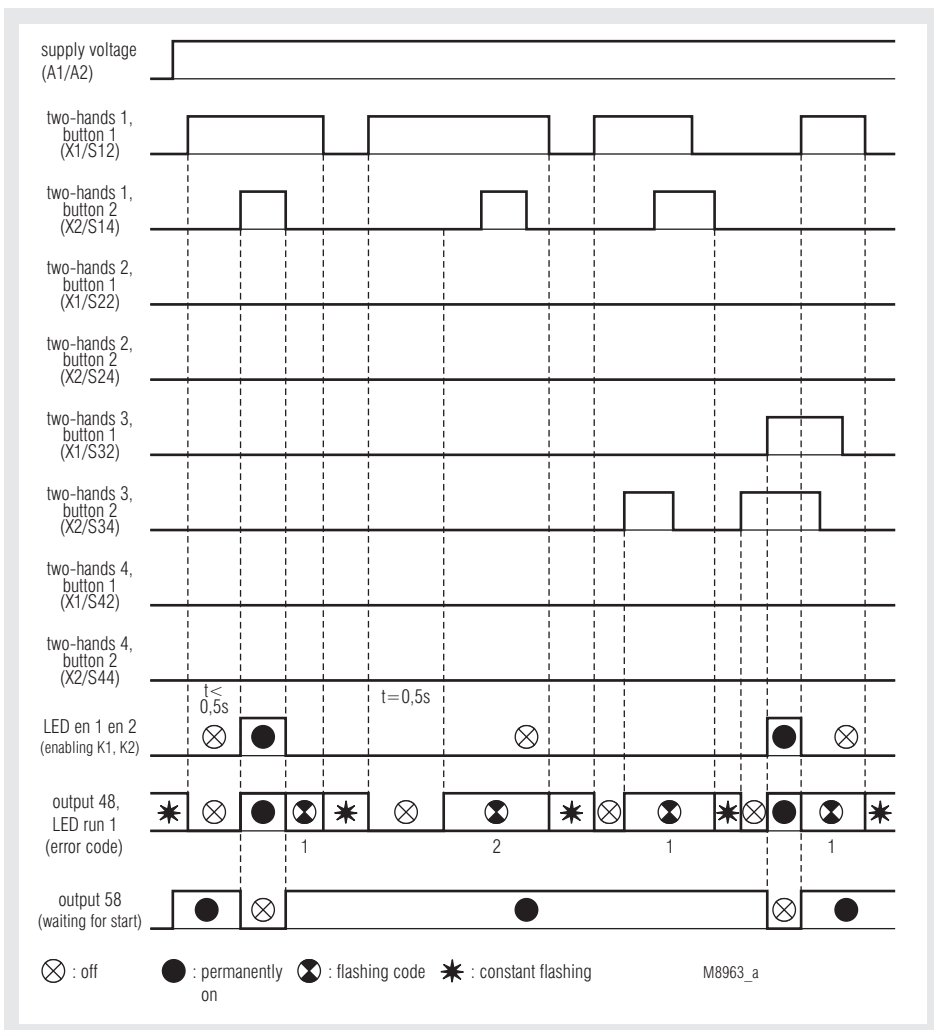 supply voltage
(A1/A2)
two-hands 1,
button 1
(X1/S12)
two-hands 1,
button 2
(X2/S14)
two-hands 2,
button 1
(X1/S22)
two-hands 2,
button 2
(X2/S24)
two-hands 3,
button 1
(X1/S32)
two-hands 3,
button 2
(X2/S34)
two-hands 4,
button 1
(X1/S42)
two-hands 4,
button 2
(X2/S44)
t<
0,5s
t=0,5s
LED en 1 en 2
(enabling K1, K2)
output 48,
LED run 1
(error code)
1 2 1 1
output 58
(waiting for start)
: off : permanently on : flashing code : constant flashing M8963_a